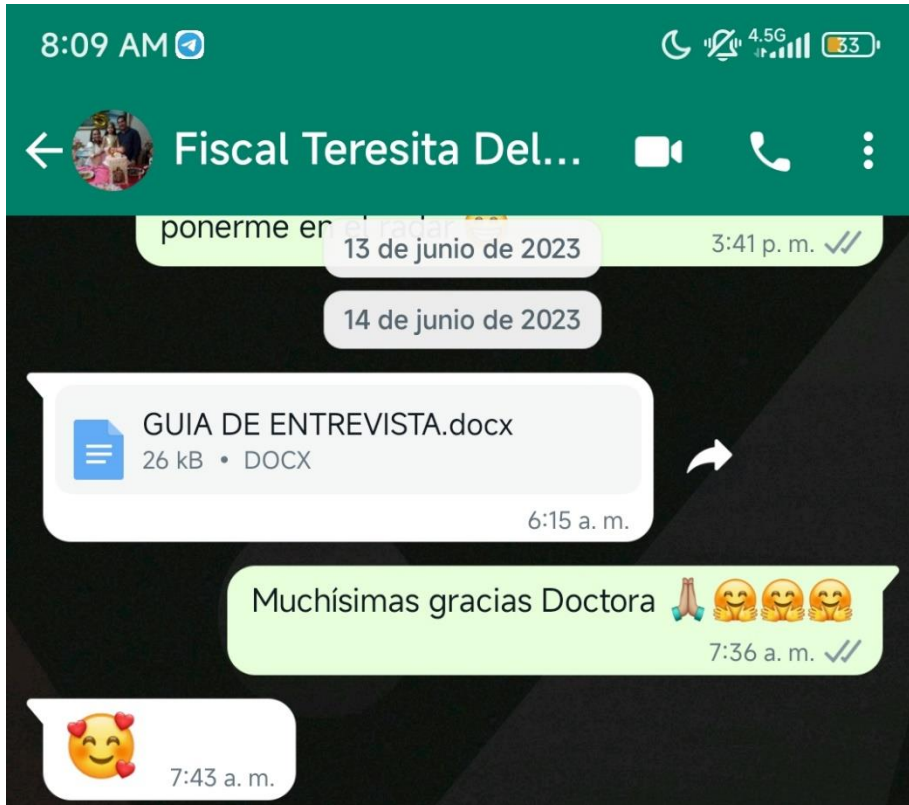 8:09 AM
4.5G
33
Fiscal Teresita Del...
ponerme en el radar
3:41 p. m.
13 de junio de 2023
14 de junio de 2023
GUIA DE ENTREVISTA.docx
26 kB • DOCX
6:15 a. m.
Muchísimas gracias Doctora
7:36 a. m.
7:43 a. m.